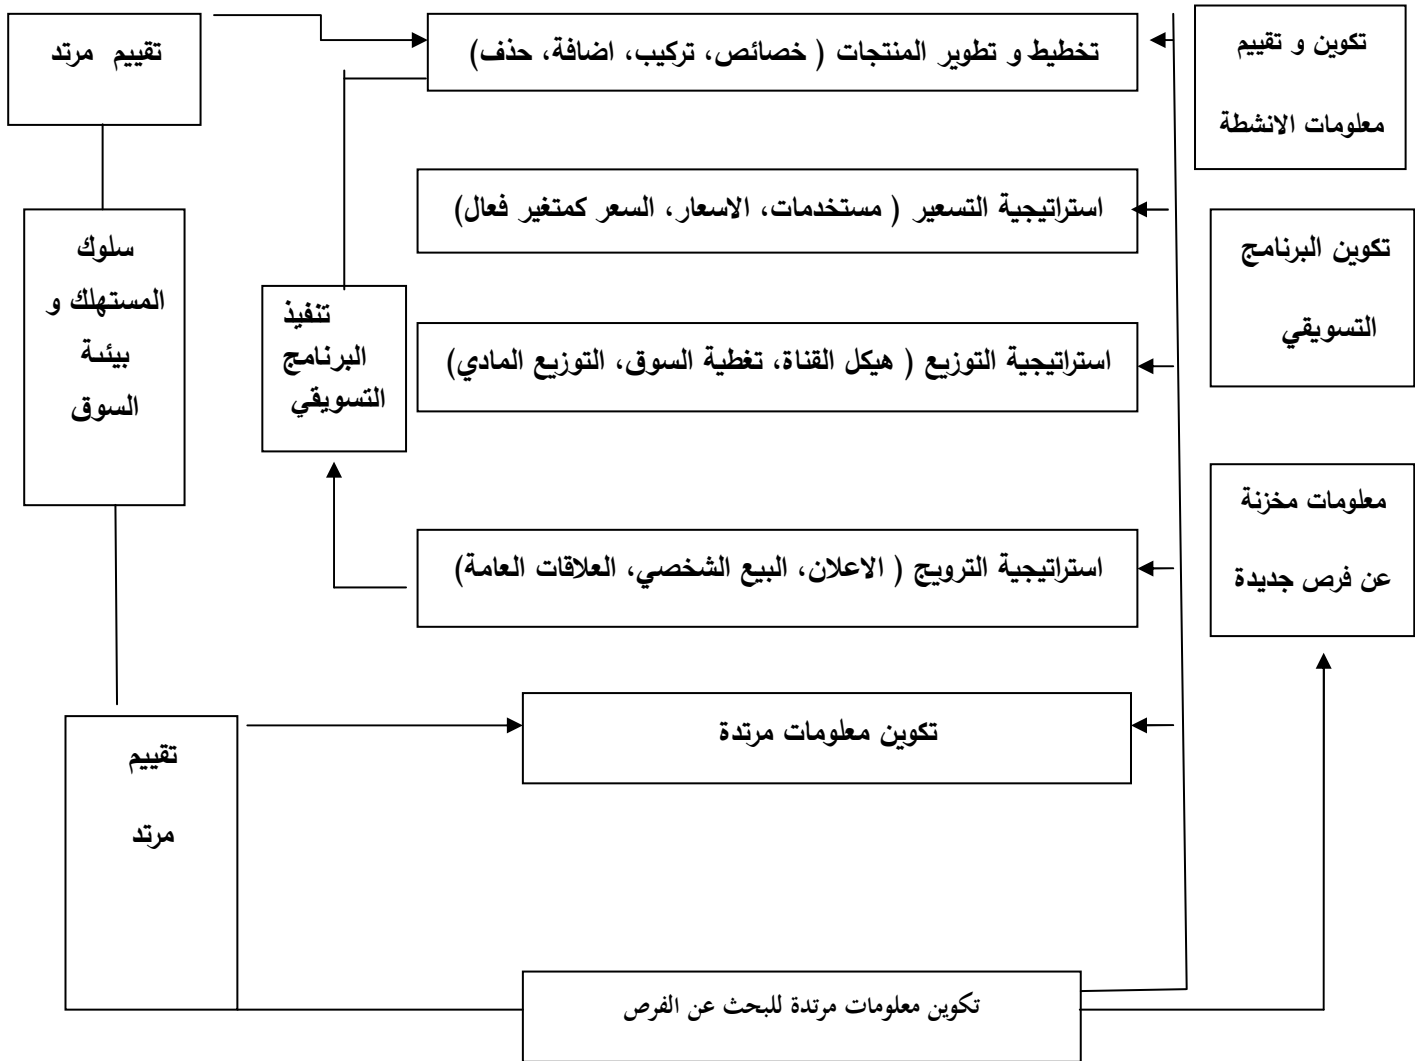 تكوين و تقييم
معلومات الانشطة
تخطيط و تطوير المنتجات ( خصائص، تركيب، اضافة، حذف)
تقييم مرتد
استراتيجية التسعير ( مستخدمات، الاسعار، السعر كمتغير فعال)
تكوين البرنامج
التسويقي
سلوك
المستهلك و
بيئة
السوق
تنفيذ
البرنامج
التسويقي
استراتيجية التوزيع ( هيكل القناة، تغطية السوق، التوزيع المادي)
معلومات مخزنة
عن فرص جديدة
استراتيجية الترويج ( الاعلان، البيع الشخصي، العلاقات العامة)
تكوين معلومات مرتدة
تقييم
مرتد
تكوين معلومات مرتدة للبحث عن الفرص